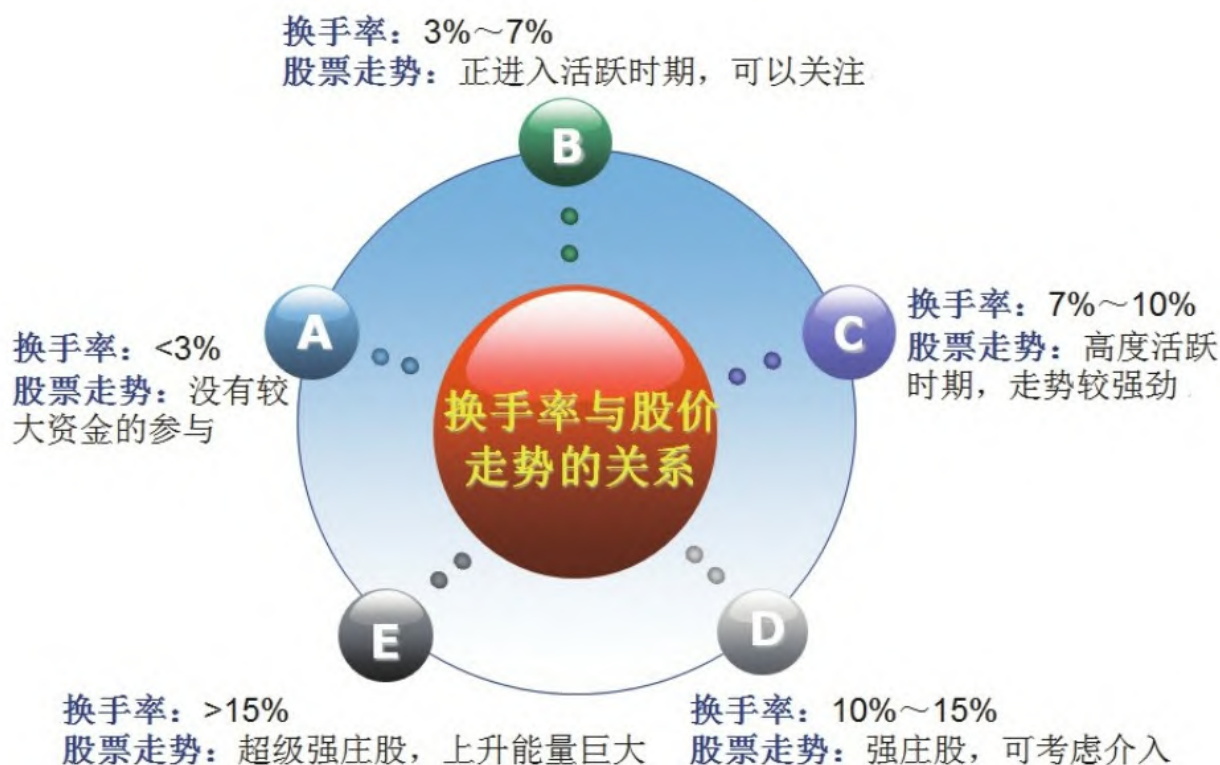 换手率：3%～7%
股票走势：正进入活跃时期，可以关注
B
A
换手率：<3%
股票走势：没有较
大资金的参与
C
换手率：7%～10%
股票走势：高度活跃
时期，走势较强劲
换手率与股价
走势的关系
E
换手率：>15%
股票走势：超级强庄股，上升能量巨大
D
换手率：10%～15%
股票走势：强庄股，可考虑介入